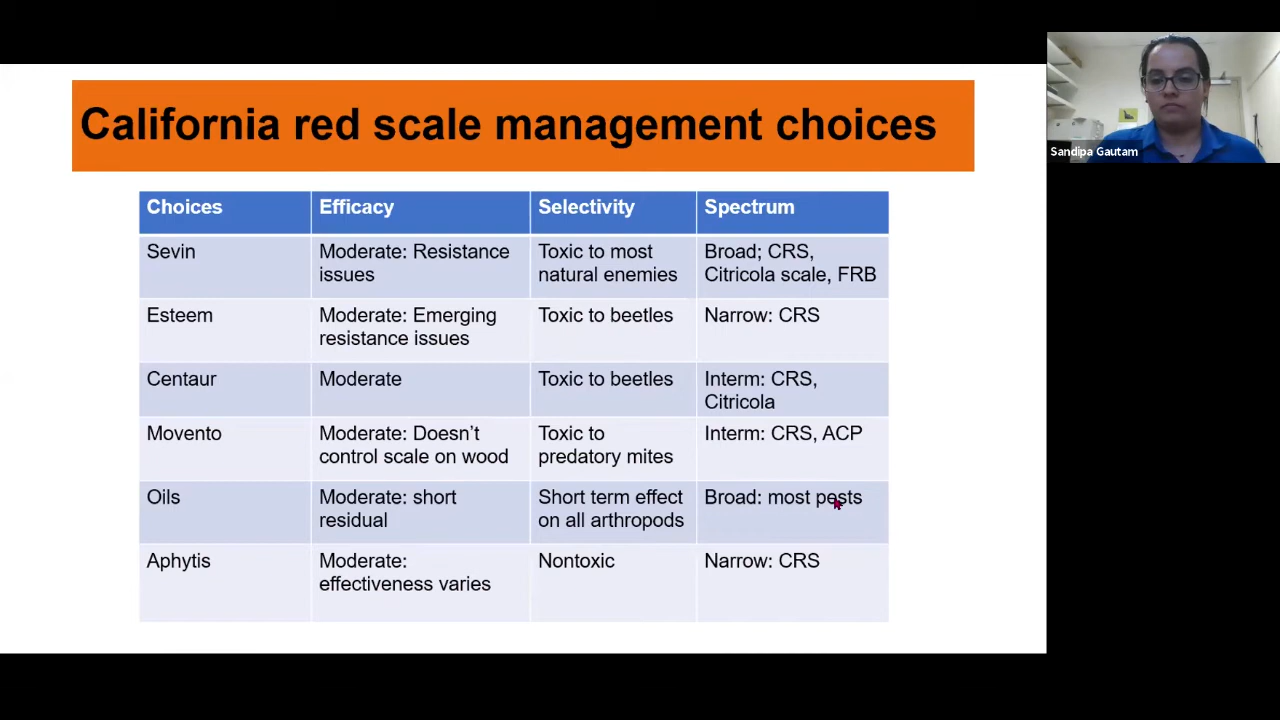 California red scale management choices
Sandipa Gautam
Choices Efficacy Selectivity Spectrum
Sevin Moderate: Resistance Toxic to most Broad; CRS,
issues natural enemies Citricola scale, FRB
Esteem Moderate: Emerging Toxic to beetles Narrow: CRS
resistance issues
Centaur Moderate Toxic to beetles Interm: CRS,
Citricola
Movento Moderate: Doesn't Toxic to Interm: CRS, ACP
control scale on wood predatory mites
Oils Moderate: short Short term effect Broad: most pests
residual on all arthropods
Aphytis Moderate: Nontoxic Narrow: CRS
effectiveness varies